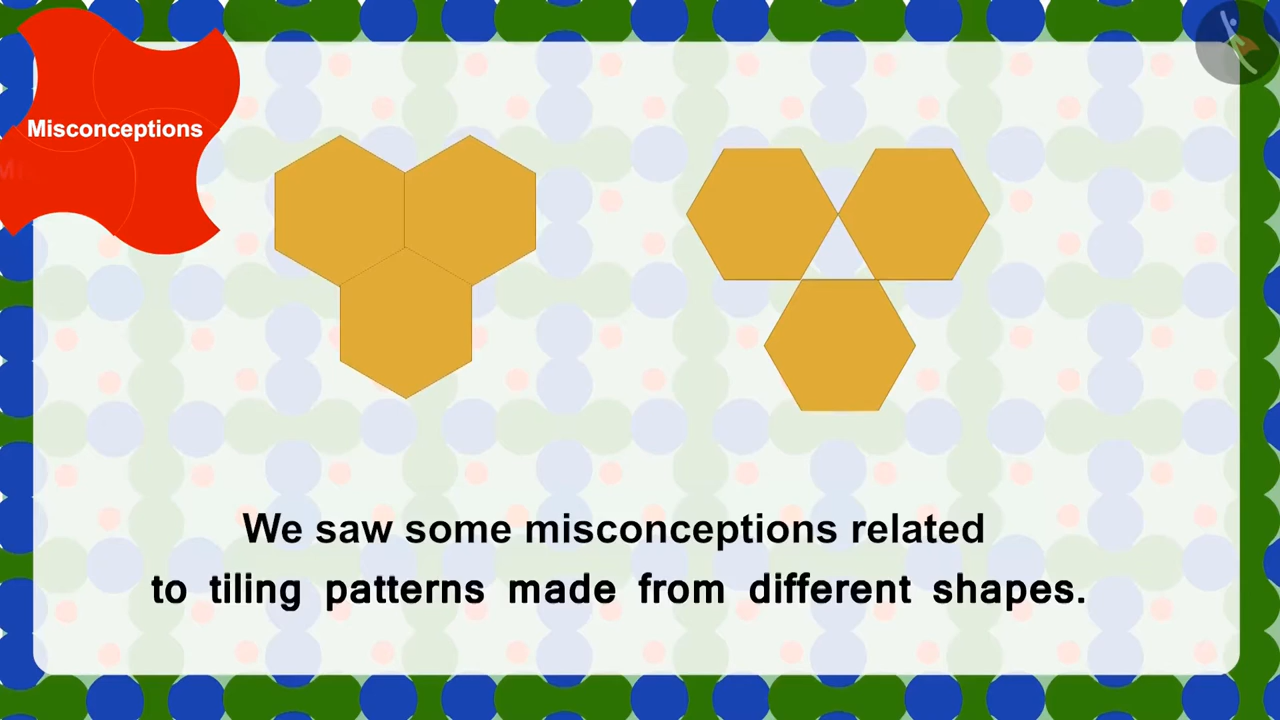 Misconceptions
We saw some misconceptions related
to tiling patterns made from different shapes.